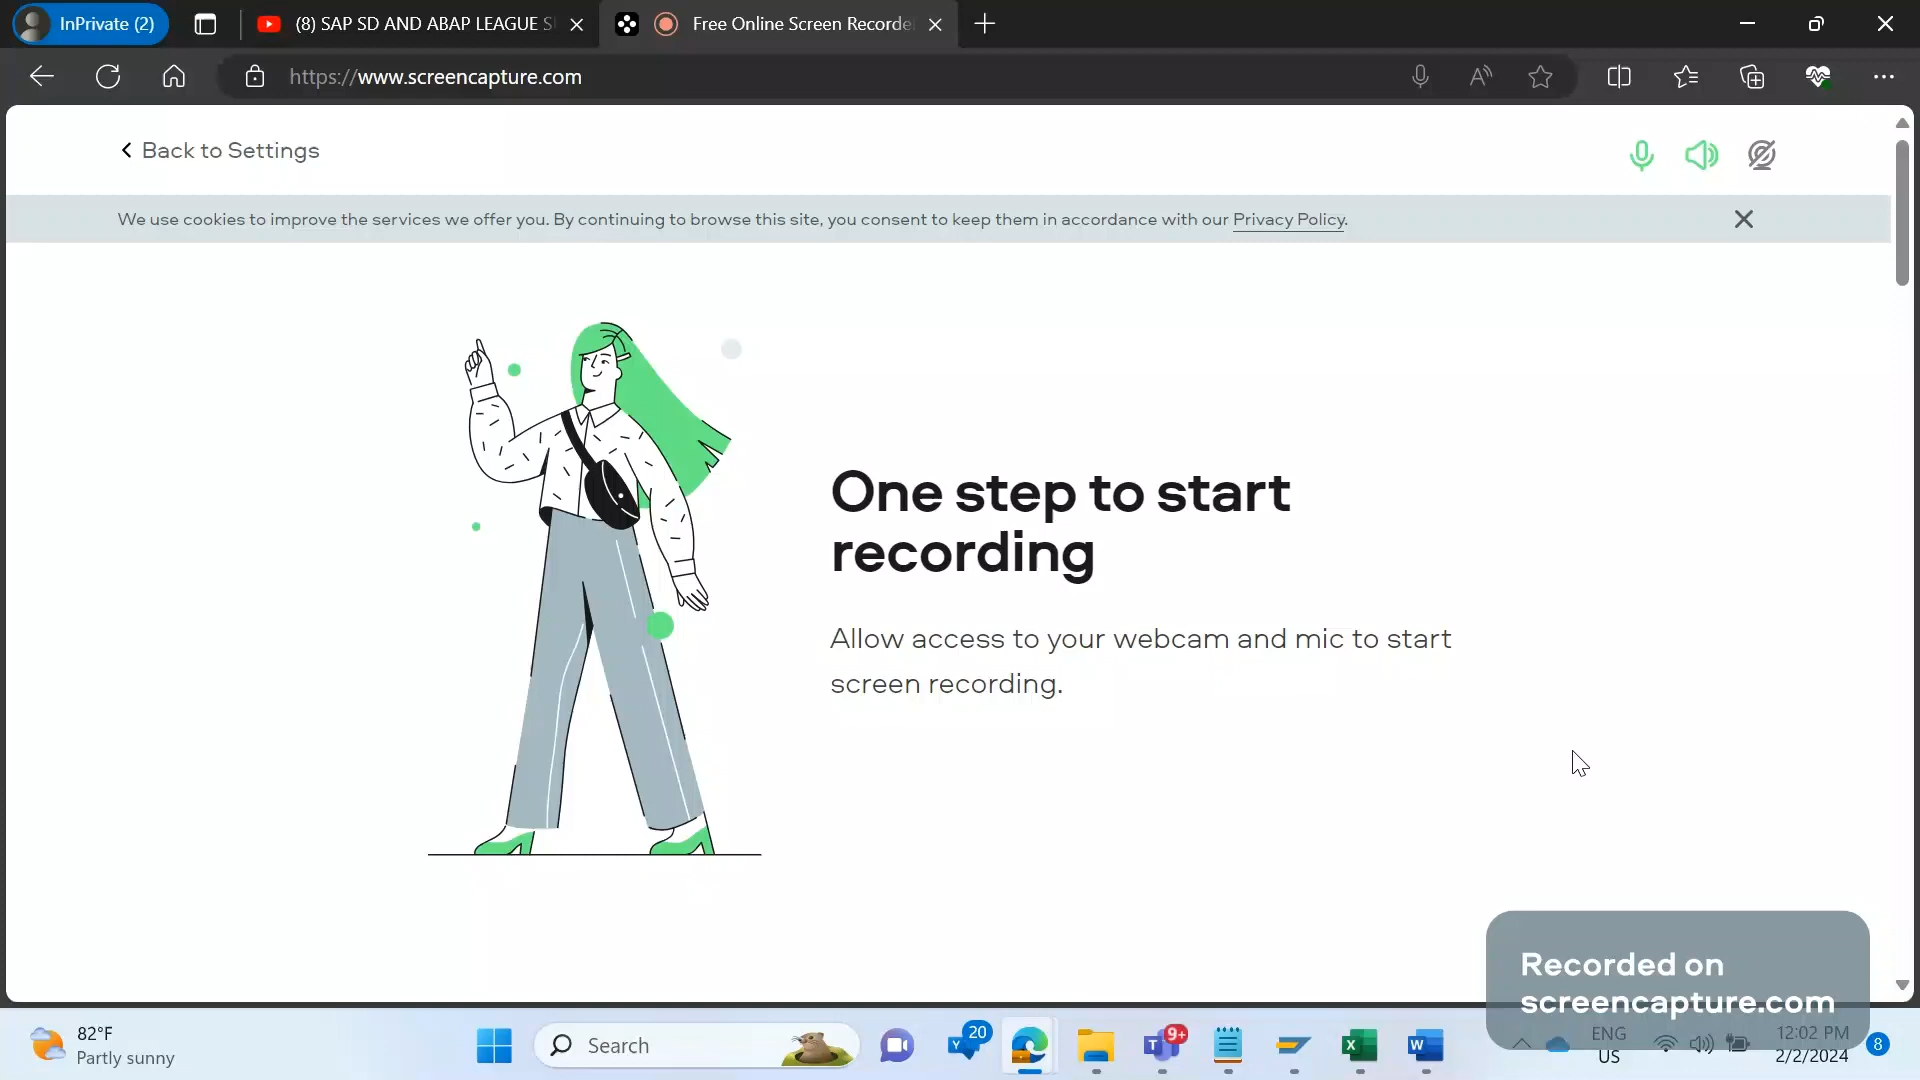 InPrivate (2)
(8) SAP SD AND ABAP LEAGUE S
Free Online Screen Recorde
https://www.screencapture.com
Back to Settings
We use cookies to improve the services we offer you. By continuing to browse this site, you consent to keep them in accordance with our Privacy Policy.
One step to start
recording
Allow access to your webcam and mic to start
screen recording.
Recorded on
screencapture.com
82°F
Partly sunny
Search
20
9+
ENG
US
12:02 PM
2/2/2024
8